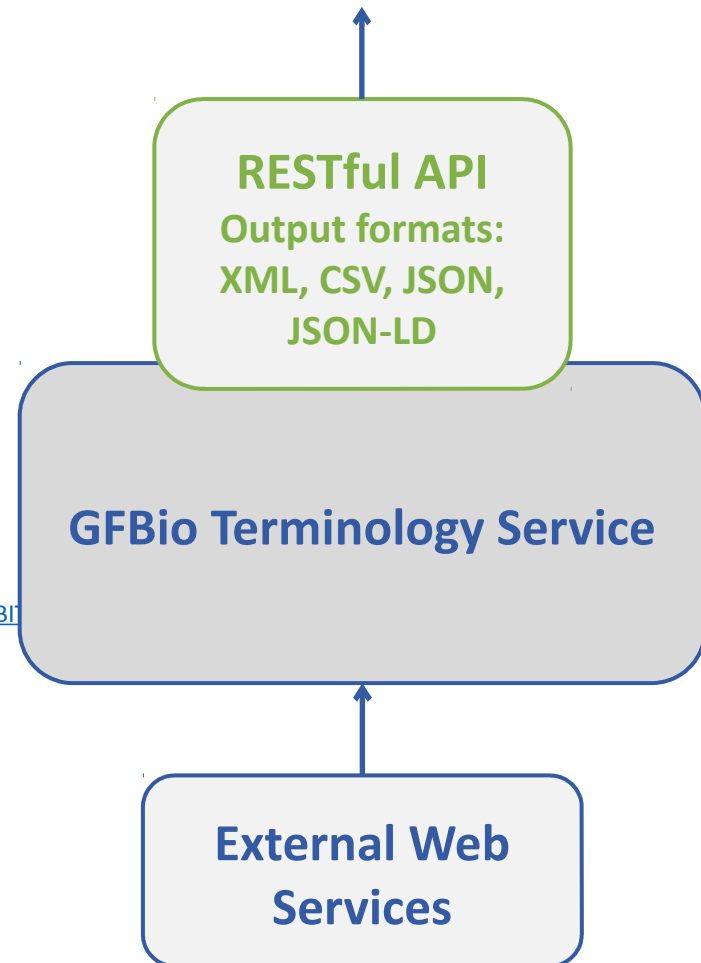 RESTful API
Output formats:
XML, CSV, JSON,
JSON-LD
GFBio Terminology Service
External Web
Services